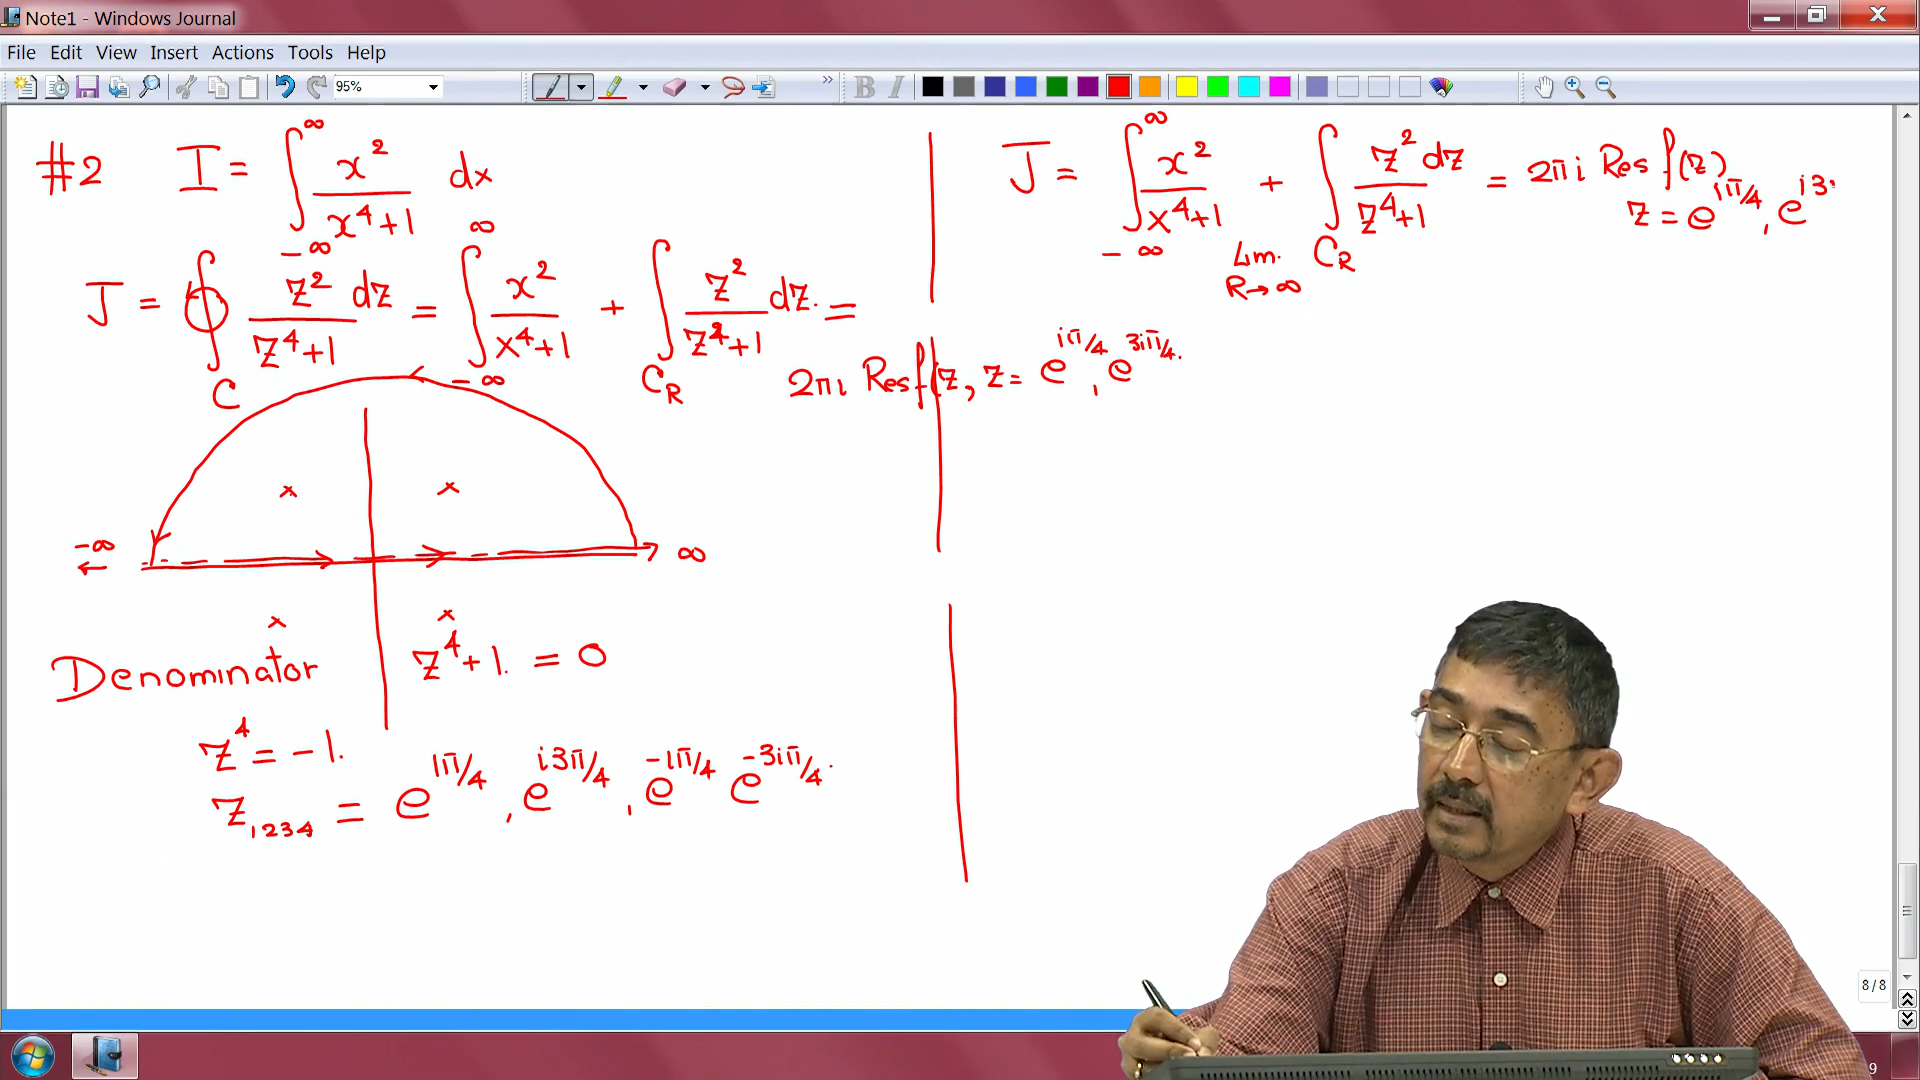 Note1 - Windows Journal
File Edit View Insert Actions Tools Help
95%
B I
#2 I = ∫_{-∞}^{∞} x²/(x⁴+1) dx
J = ∮_C z²/(z⁴+1) dz = ∫_{-∞}^{∞} x²/(x⁴+1) + ∫_{C_R} z²/(z⁴+1) dz. =
2πi Res f(z, z = e^{iπ/4}, e^{3iπ/4}.
-∞ ∞
Denominator z⁴+1. = 0
z⁴ = -1.
z_{1234} = e^{iπ/4}, e^{i3π/4}, e^{-iπ/4} e^{-3iπ/4}.
J = ∫_{-∞}^{∞} x²/(x⁴+1) + ∫_{C_R} z²dz/(z⁴+1) = 2πi Res f(z)
z = e^{iπ/4}, e^{i3
Lim.
R→∞
8 / 8
9